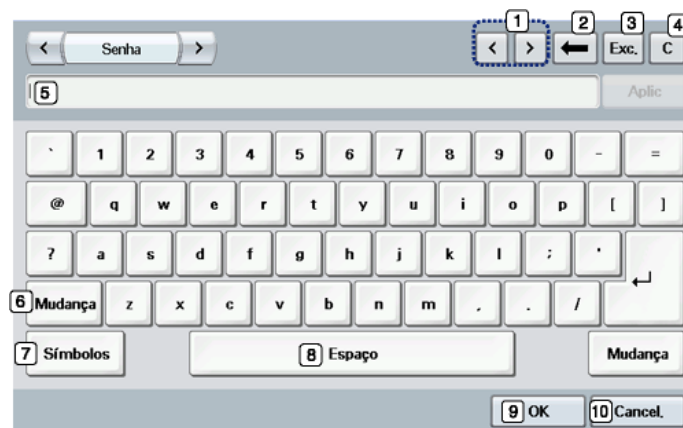 1 2 3 4
< Senha > < > ← Exc. C
5 Aplic
` 1 2 3 4 5 6 7 8 9 0 - =
@ q w e r t y u i o p [ ]
? a s d f g h j k l ; '
6 Mudança z x c v b n m , . /
7 Símbolos 8 Espaço Mudança
9 OK 10 Cancel.